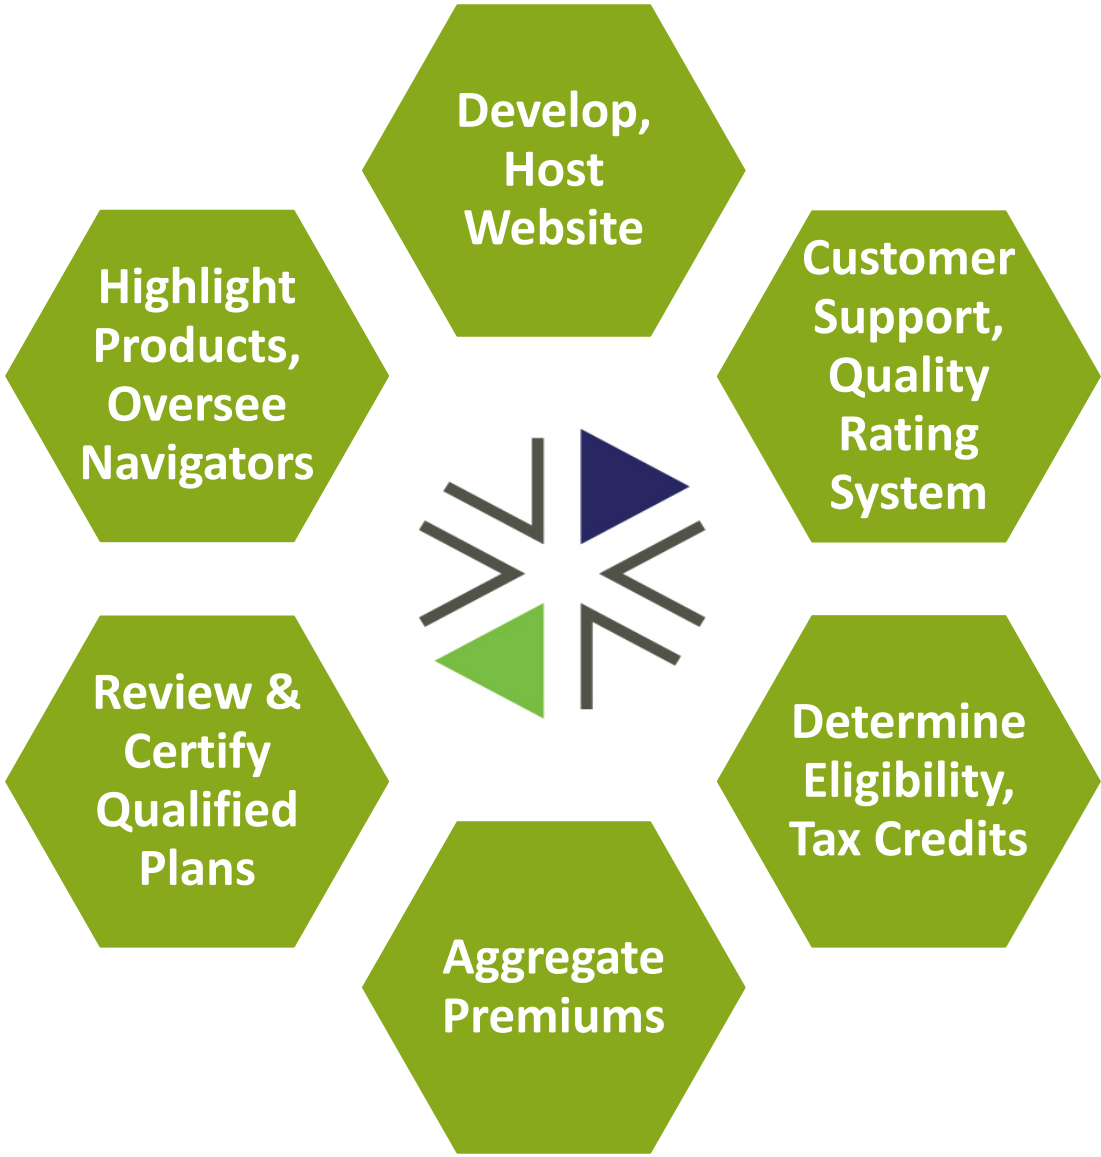 Develop,
Host
Website
Customer
Support,
Quality
Rating
System
Determine
Eligibility,
Tax Credits
Aggregate
Premiums
Review &
Certify
Qualified
Plans
Highlight
Products,
Oversee
Navigators